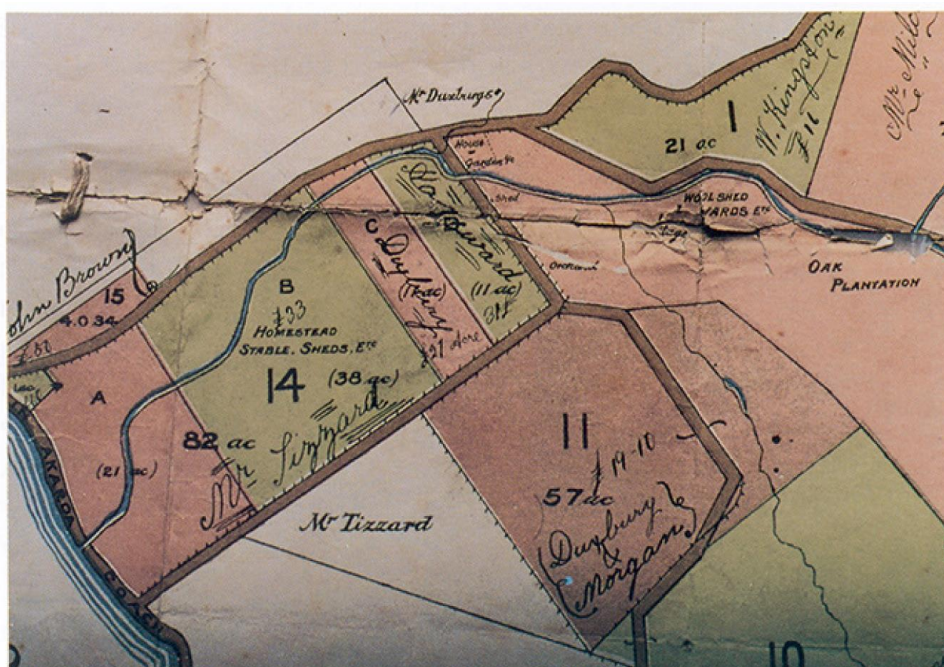 Mr Duxbury's
House
Garden &c
Shed
Orchard
1
21 ac
W. Kingston
£ 16
WOOLSHED
YARDS Etc
OAK
PLANTATION
John Brown
15
4.0.34
A
(21 ac)
82 ac
B
£33
HOMESTEAD
STABLE, SHEDS, Etc
14 (38 ac)
Mr Tizzard
C
Duxbury
(11 ac)
Mr Tizzard
11
£ 19-10
57 ac
(Duxbury
&
Morgan)
10
AKAROA COACH